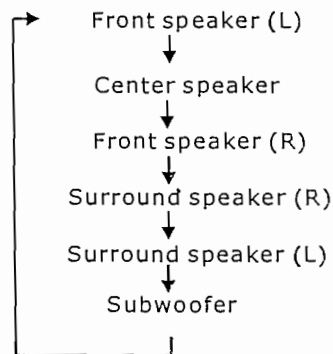 Front speaker (L)
Center speaker
Front speaker (R)
Surround speaker (R)
Surround speaker (L)
Subwoofer